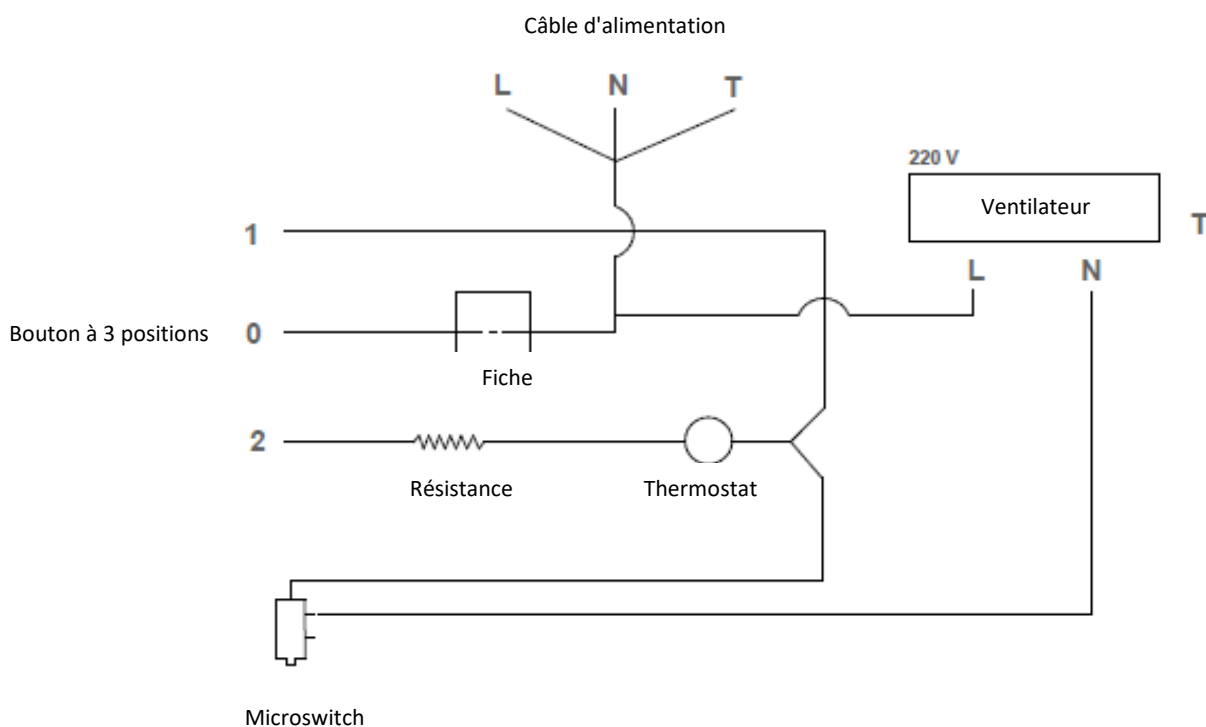 Câble d'alimentation
L N T
220 V
Ventilateur
T
1
L N
Bouton à 3 positions 0
Fiche
2
Résistance Thermostat
Microswitch